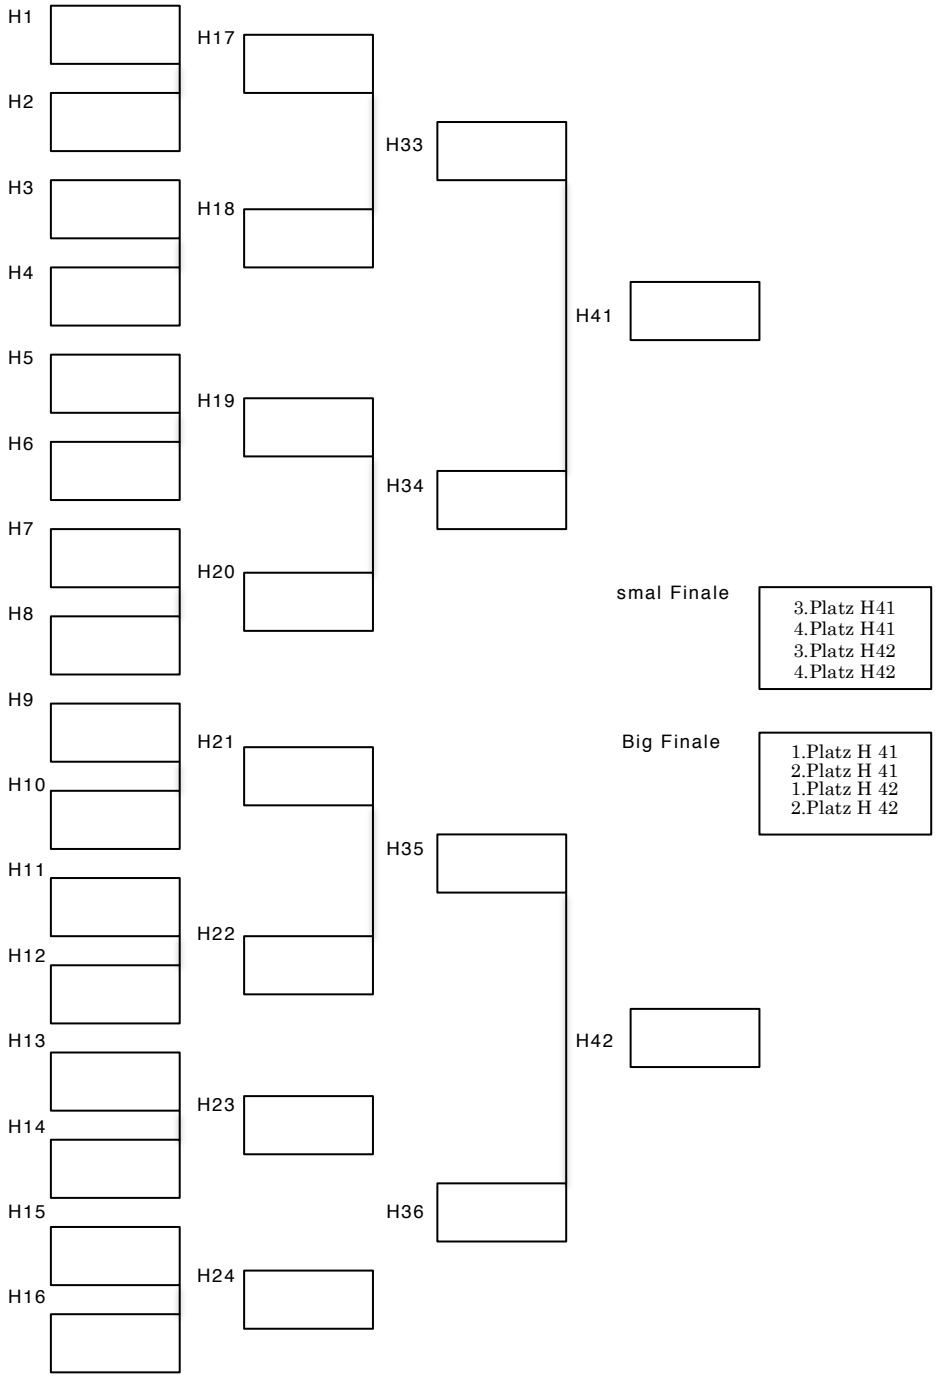 H1
H2
H3
H4
H5
H6
H7
H8
H9
H10
H11
H12
H13
H14
H15
H16
H17
H18
H19
H20
H21
H22
H23
H24
H33
H34
H35
H36
H41
H42
smal Finale
3.Platz H41
4.Platz H41
3.Platz H42
4.Platz H42
Big Finale
1.Platz H 41
2.Platz H 41
1.Platz H 42
2.Platz H 42